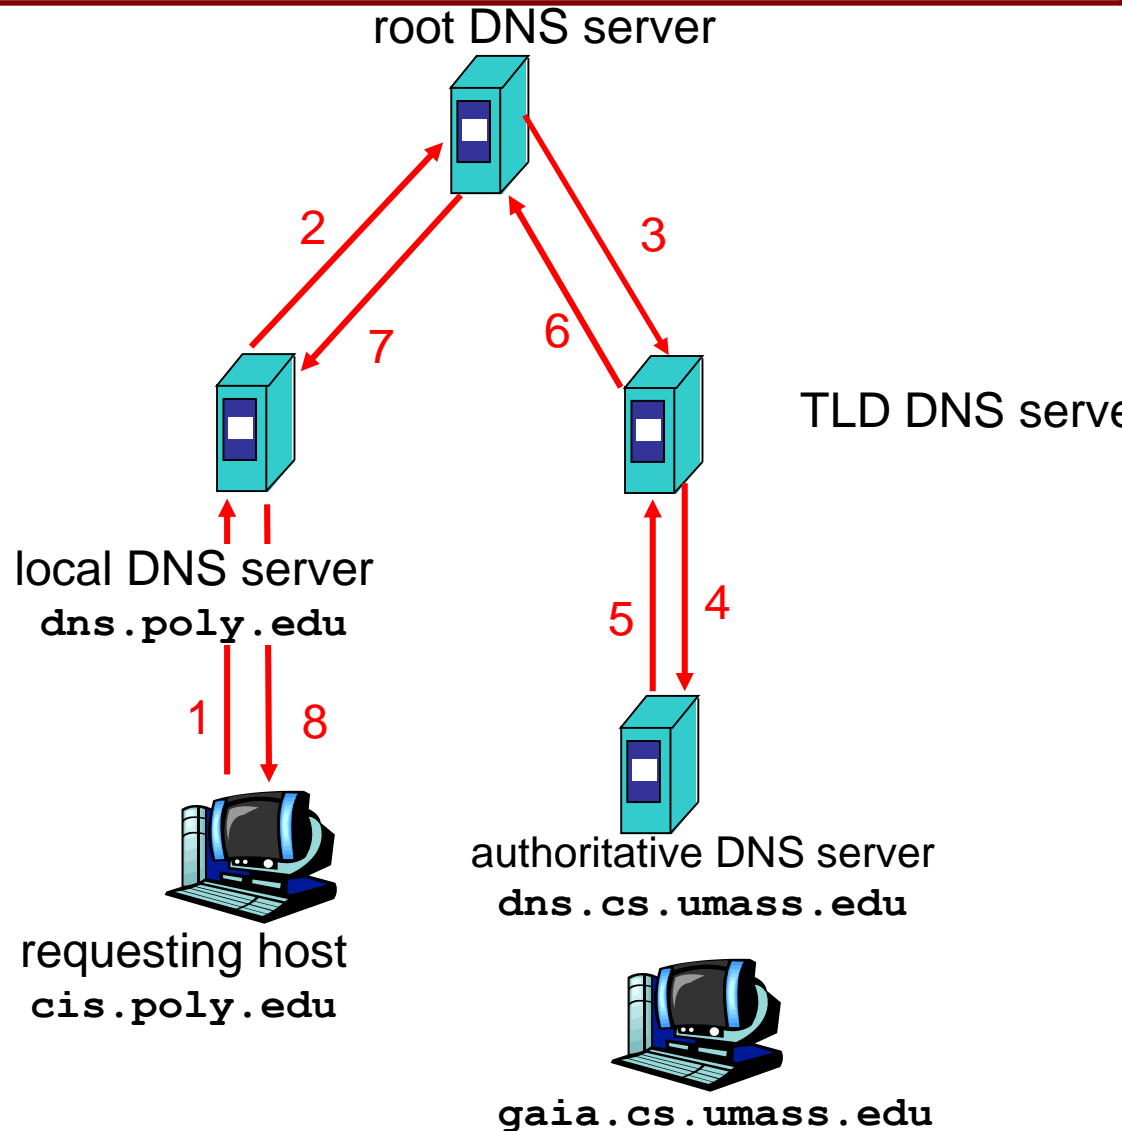 root DNS server
2
3
7
6
TLD DNS serve
local DNS server
dns.poly.edu
5
4
1
8
authoritative DNS server
dns.cs.umass.edu
requesting host
cis.poly.edu
gaia.cs.umass.edu